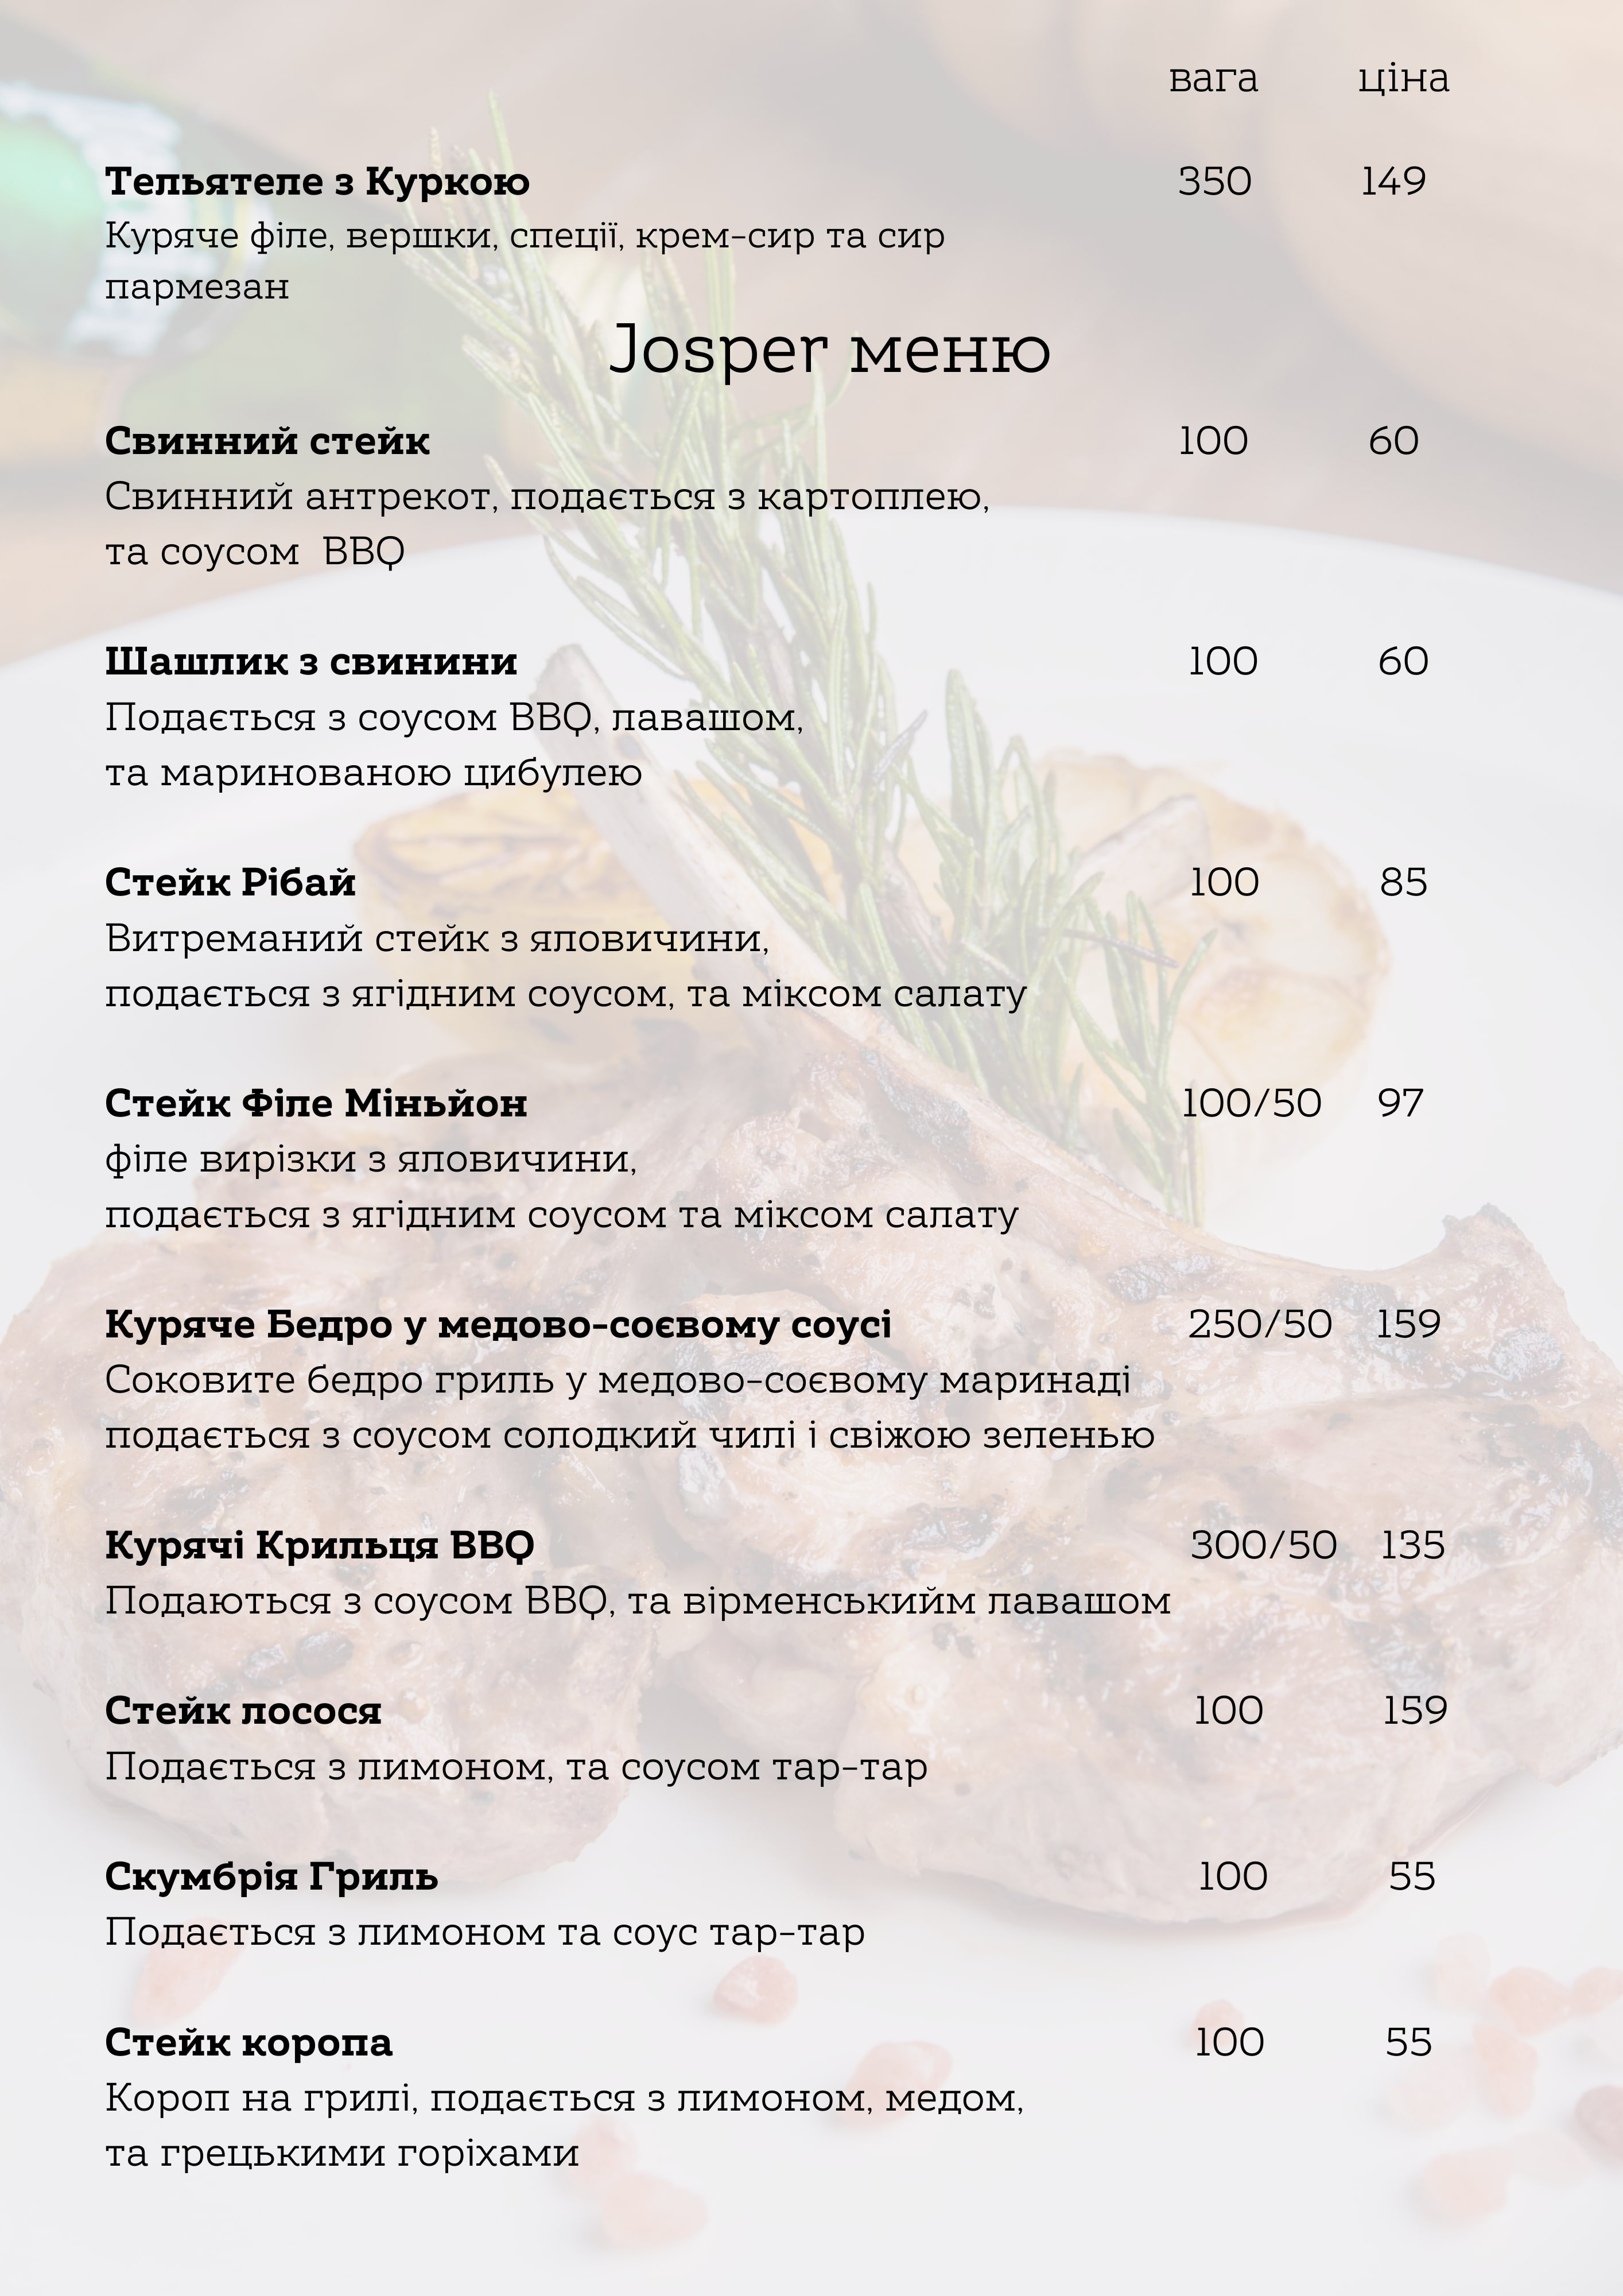 вага ціна
Тельятеле з Куркою 350 149
Куряче філе, вершки, спеції, крем-сир та сир
пармезан
Josper меню
Свинний стейк 100 60
Свинний антрекот, подається з картоплею,
та соусом BBQ
Шашлик з свинини 100 60
Подається з соусом BBQ, лавашом,
та маринованою цибулею
Стейк Рібай 100 85
Витреманий стейк з яловичини,
подається з ягідним соусом, та міксом салату
Стейк Філе Міньйон 100/50 97
філе вирізки з яловичини,
подається з ягідним соусом та міксом салату
Куряче Бедро у медово-соєвому соусі 250/50 159
Соковите бедро гриль у медово-соєвому маринаді
подається з соусом солодкий чилі і свіжою зеленью
Курячі Крильця BBQ 300/50 135
Подаються з соусом BBQ, та вірменськийм лавашом
Стейк лосося 100 159
Подається з лимоном, та соусом тар-тар
Скумбрія Гриль 100 55
Подається з лимоном та соус тар-тар
Стейк коропа 100 55
Короп на грилі, подається з лимоном, медом,
та грецькими горіхами